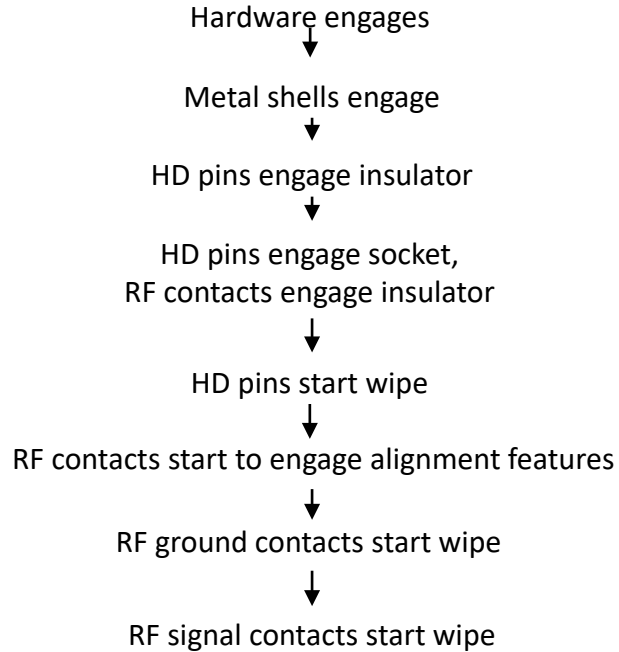 Hardware engages
Metal shells engage
HD pins engage insulator
HD pins engage socket,
RF contacts engage insulator
HD pins start wipe
RF contacts start to engage alignment features
RF ground contacts start wipe
RF signal contacts start wipe